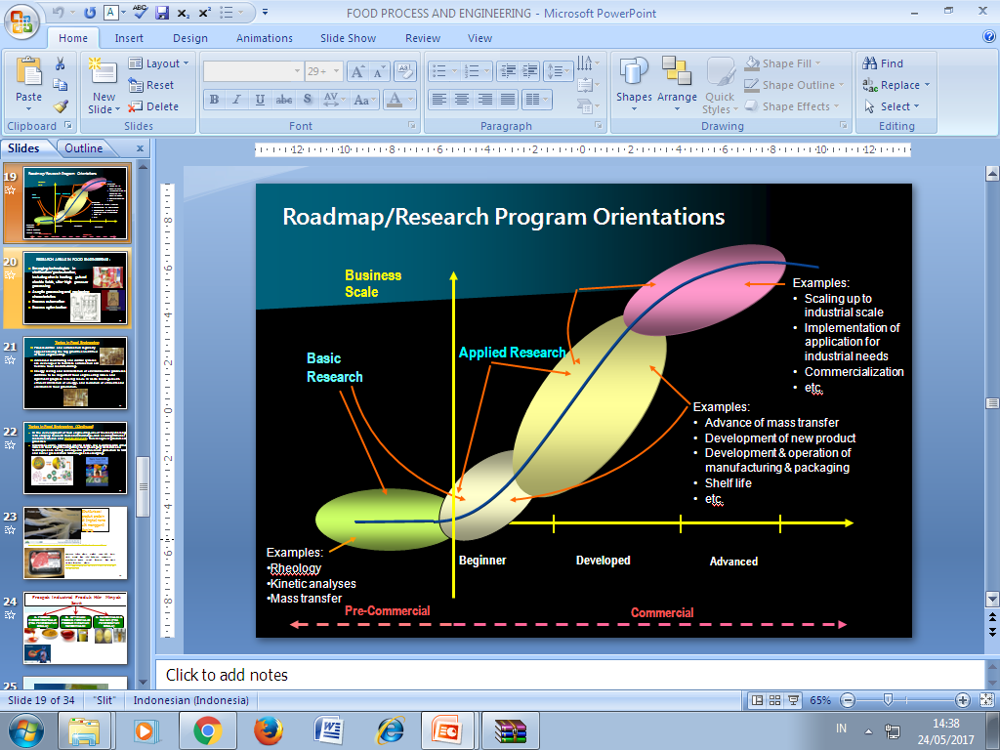 FOOD PROCESS AND ENGINEERING - Microsoft PowerPoint
Home Insert Design Animations Slide Show Review View
Paste
Clipboard
New Slide
Layout
Reset
Delete
Slides
29+
Font
Paragraph
Shapes
Arrange
Quick Styles
Shape Fill
Shape Outline
Shape Effects
Drawing
Find
Replace
Select
Editing
Slides Outline
19
20
21
22
23
24
25
Roadmap/Research Program Orientations
Business
Scale
Basic
Research
Applied Research
Examples:
• Scaling up to
industrial scale
• Implementation of
application for
industrial needs
• Commercialization
• etc.
Examples:
• Advance of mass transfer
• Development of new product
• Development & operation of
manufacturing & packaging
• Shelf life
• etc.
Examples:
•Rheology
•Kinetic analyses
•Mass transfer
Beginner
Developed
Advanced
Pre-Commercial
Commercial
Click to add notes
Slide 19 of 34 "Slit" Indonesian (Indonesia) 65%
IN
14:38
24/05/2017